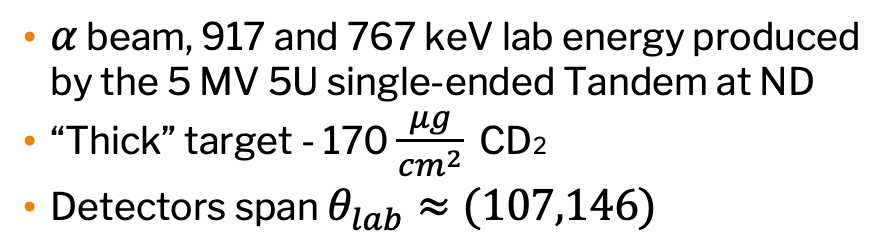 • α beam, 917 and 767 keV lab energy produced
by the 5 MV 5U single-ended Tandem at ND
• “Thick” target - 170 μg/cm² CD₂
• Detectors span θ_lab ≈ (107,146)